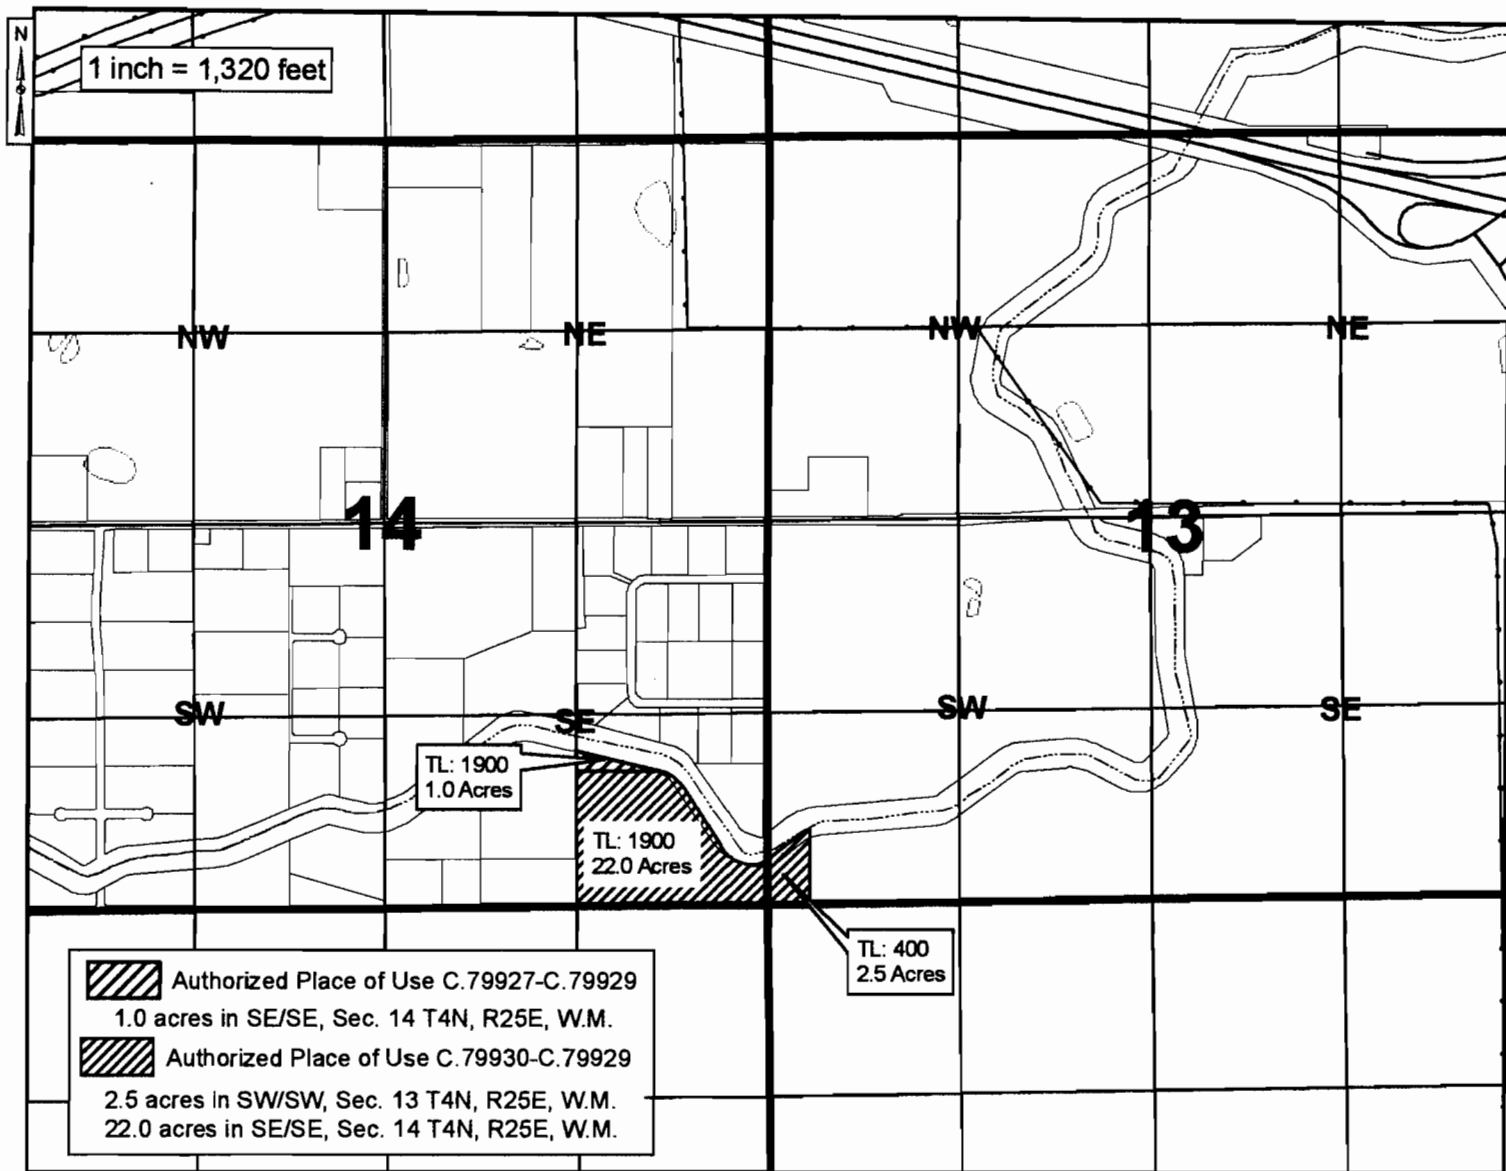 N
1 inch = 1,320 feet
NW
NE
NW
NE
14
13
SW
SE
SW
SE
TL: 1900
1.0 Acres
TL: 1900
22.0 Acres
TL: 400
2.5 Acres
Authorized Place of Use C.79927-C.79929
1.0 acres in SE/SE, Sec. 14 T4N, R25E, W.M.
Authorized Place of Use C.79930-C.79929
2.5 acres in SW/SW, Sec. 13 T4N, R25E, W.M.
22.0 acres in SE/SE, Sec. 14 T4N, R25E, W.M.